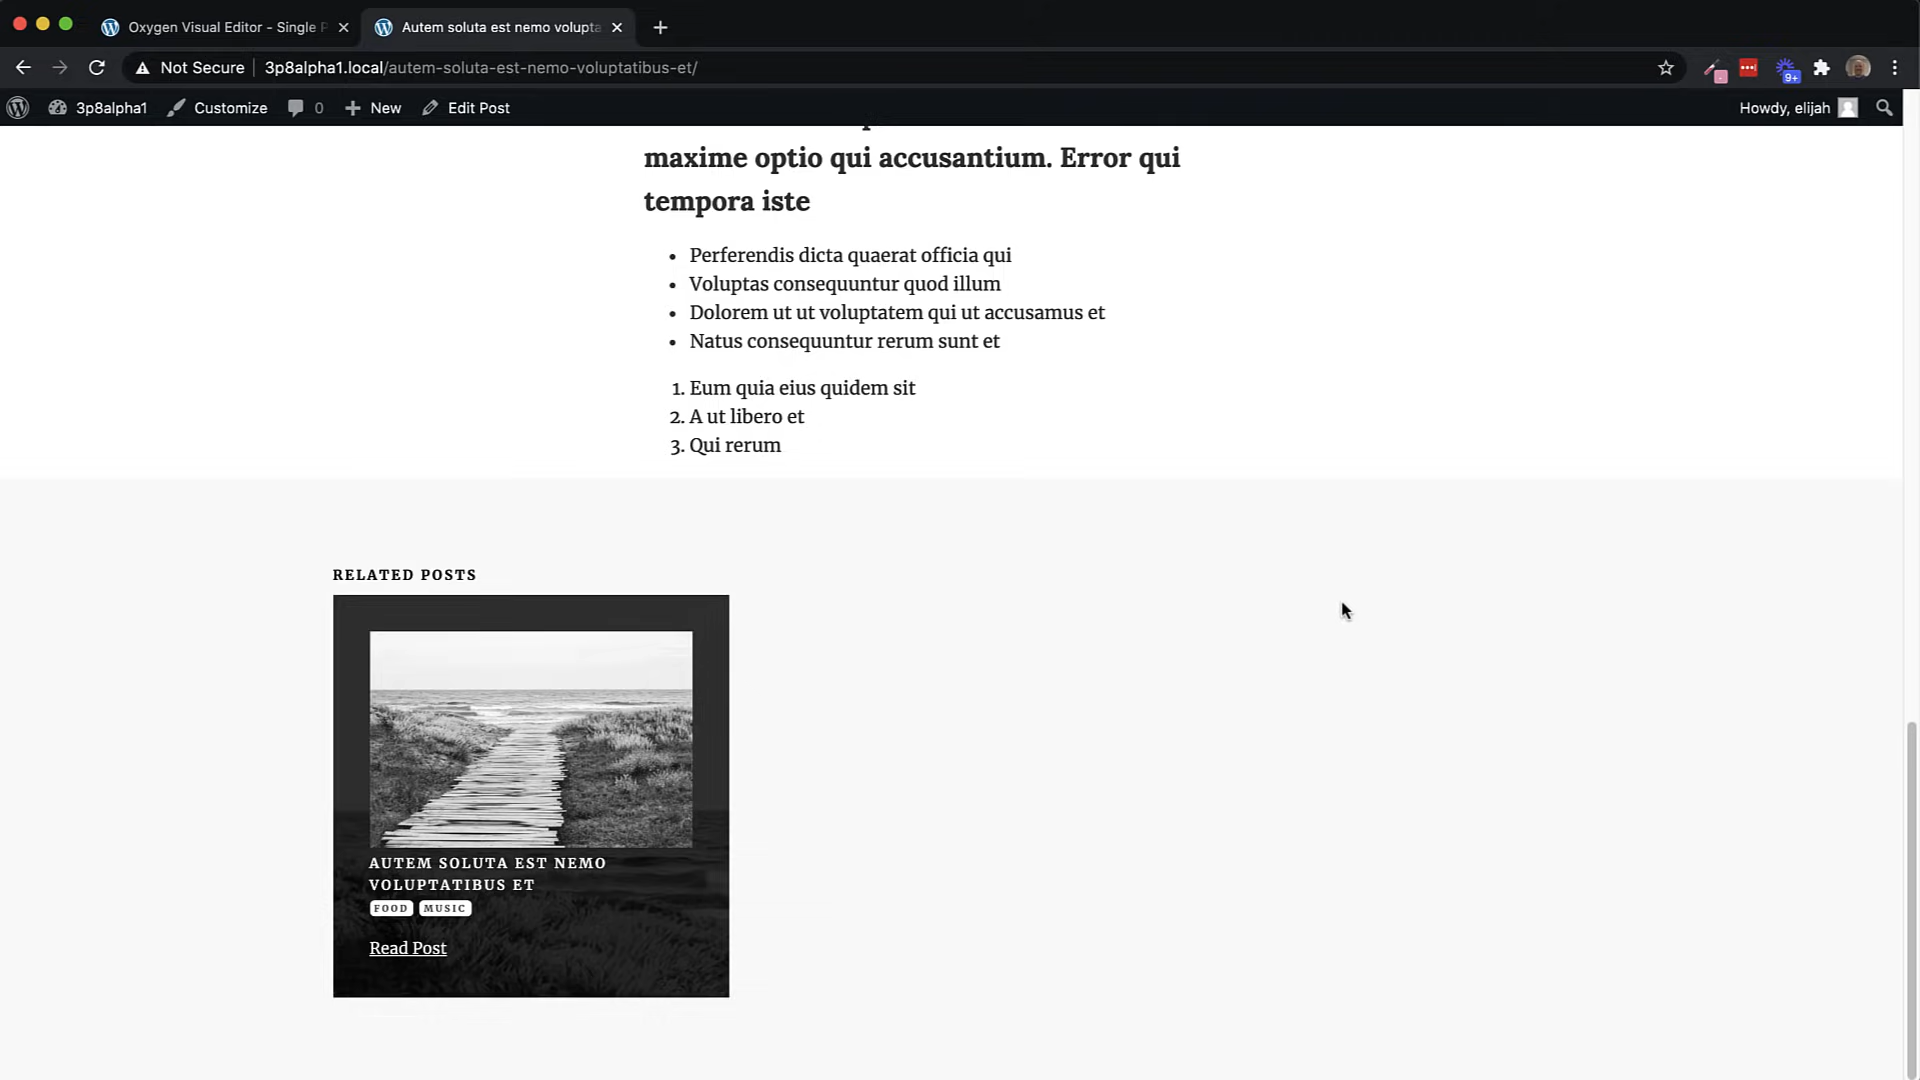 Oxygen Visual Editor - Single P
Autem soluta est nemo volupta
Not Secure
3p8alpha1.local/autem-soluta-est-nemo-voluptatibus-et/
9+
3p8alpha1
Customize
0
New
Edit Post
Howdy, elijah
maxime optio qui accusantium. Error qui
tempora iste
• Perferendis dicta quaerat officia qui
• Voluptas consequuntur quod illum
• Dolorem ut ut voluptatem qui ut accusamus et
• Natus consequuntur rerum sunt et
1. Eum quia eius quidem sit
2. A ut libero et
3. Qui rerum
RELATED POSTS
AUTEM SOLUTA EST NEMO
VOLUPTATIBUS ET
FOOD MUSIC
Read Post